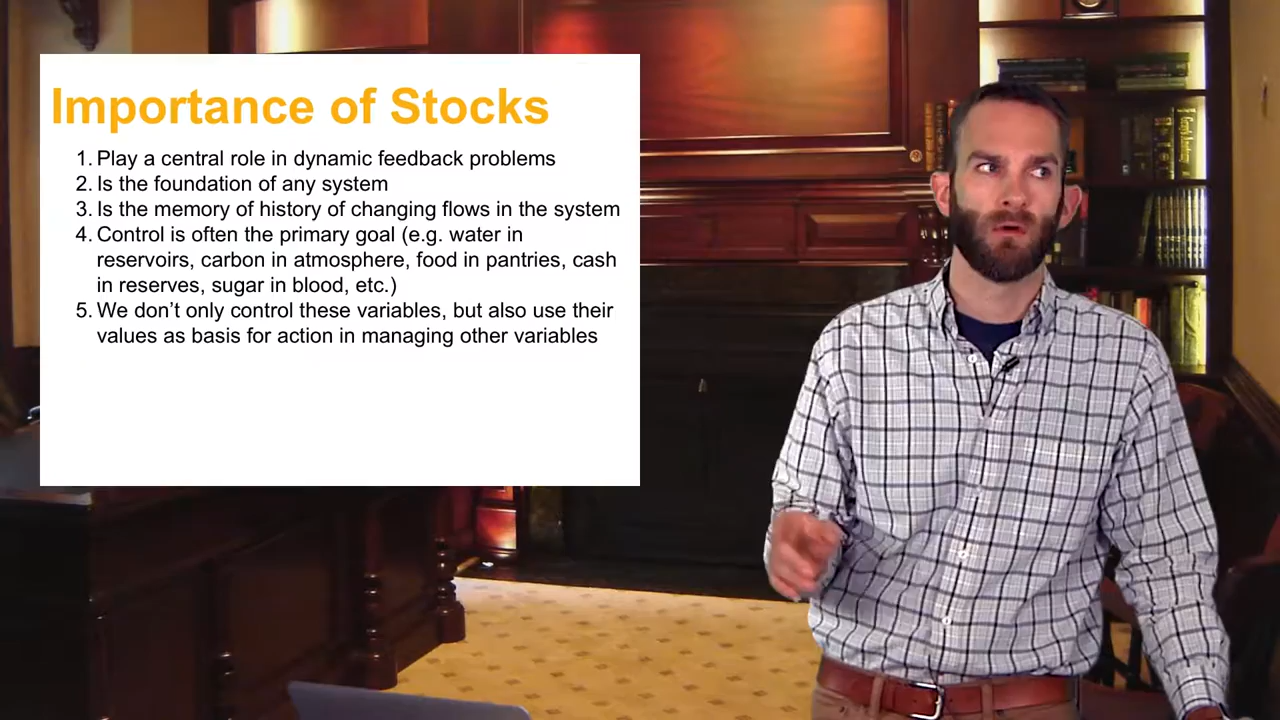 Importance of Stocks
1. Play a central role in dynamic feedback problems
2. Is the foundation of any system
3. Is the memory of history of changing flows in the system
4. Control is often the primary goal (e.g. water in
reservoirs, carbon in atmosphere, food in pantries, cash
in reserves, sugar in blood, etc.)
5. We don’t only control these variables, but also use their
values as basis for action in managing other variables